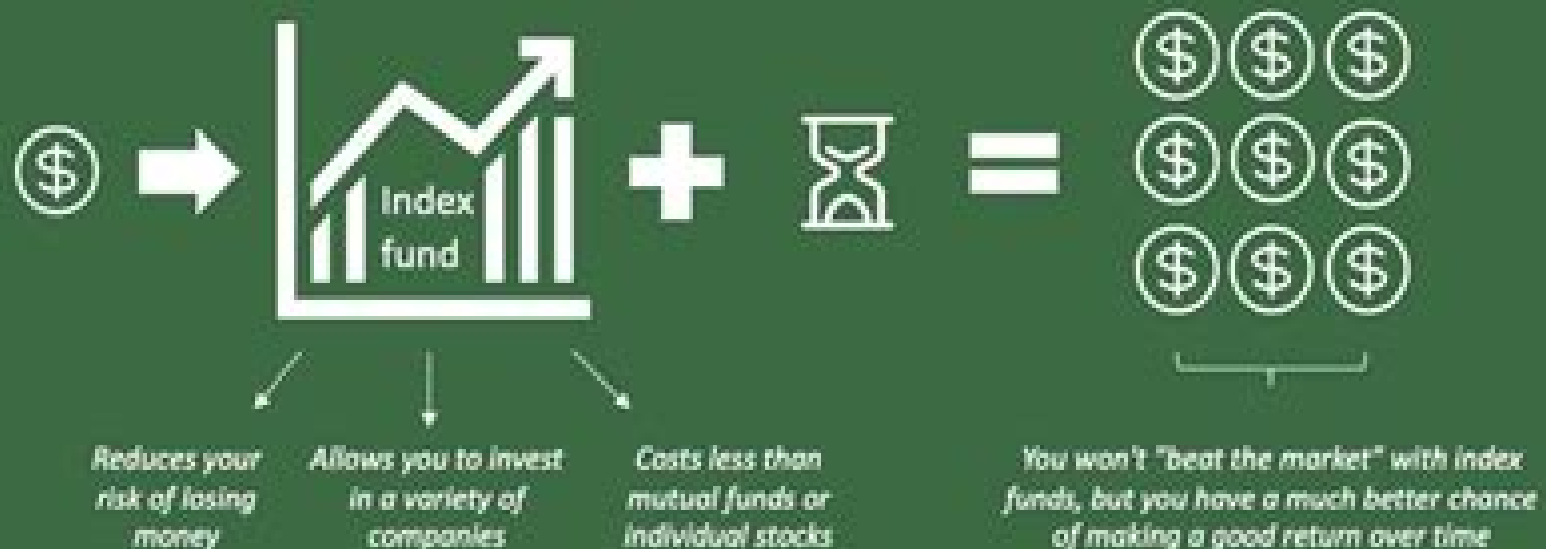 Index
fund
Reduces your
risk of losing
money
Allows you to invest
in a variety of
companies
Costs less than
mutual funds or
individual stocks
You won't "beat the market" with index
funds, but you have a much better chance
of making a good return over time